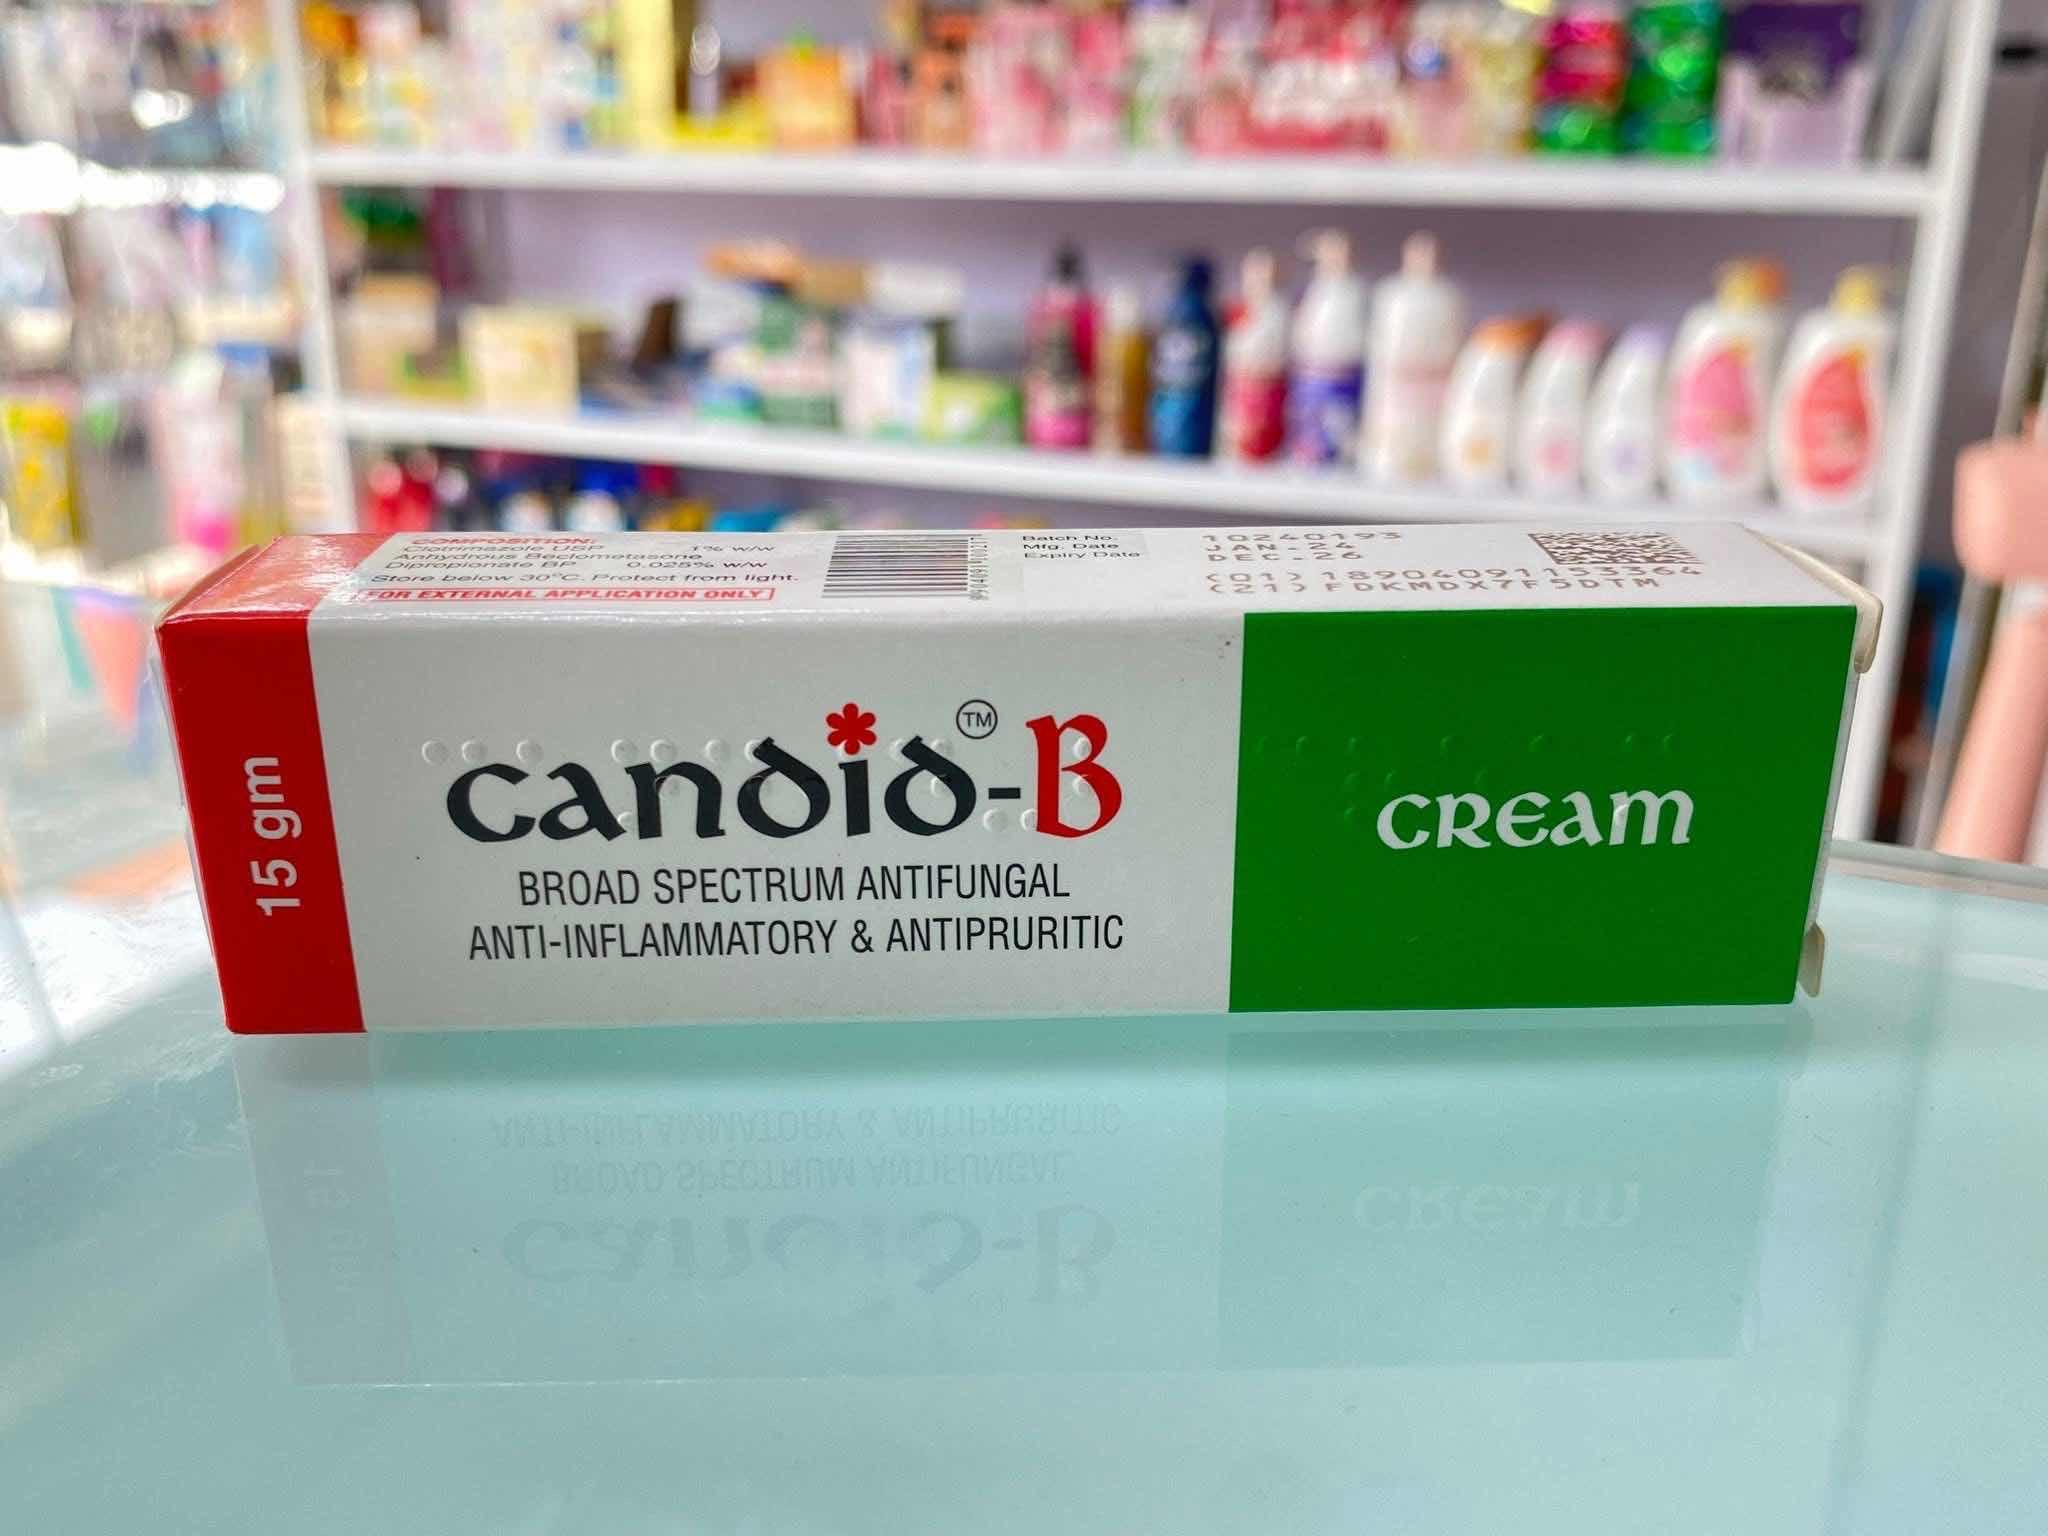 COMPOSITION:
Clotrimazole USP 1% w/w
Anhydrous Beclometasone
Dipropionate BP 0.025% w/w
Store below 30°C. Protect from light.
FOR EXTERNAL APPLICATION ONLY
Batch No. 10240193
Mfg. Date JAN-24
Expiry Date DEC-26
(01) 18904091153364
(21) FDKMDX7F5DTM
15 gm
candid-B ™
BROAD SPECTRUM ANTIFUNGAL
ANTI-INFLAMMATORY & ANTIPRURITIC
CREAM